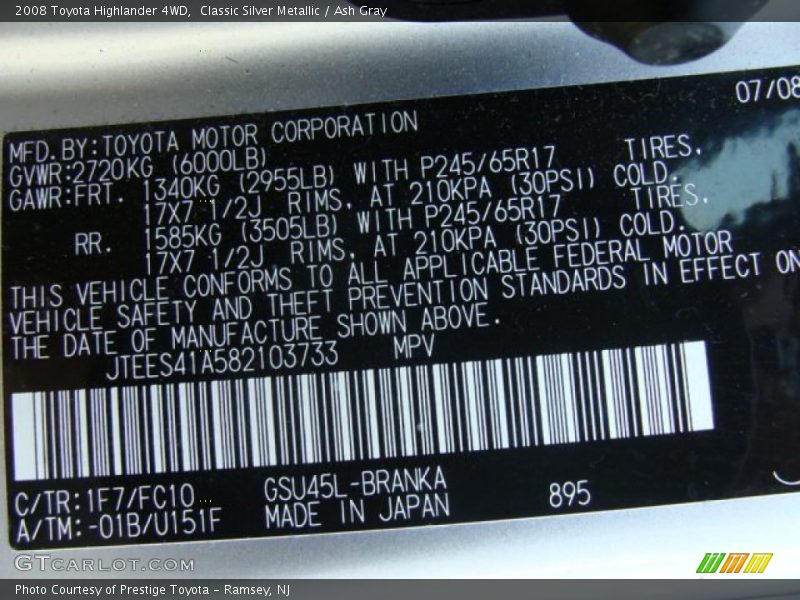 2008 Toyota Highlander 4WD, Classic Silver Metallic / Ash Gray
07/08
MFD.BY:TOYOTA MOTOR CORPORATION
GVWR:2720KG (6000LB)
GAWR:FRT. 1340KG (2955LB) WITH P245/65R17 TIRES,
17X7 1/2J RIMS, AT 210KPA (30PSI) COLD.
RR. 1585KG (3505LB) WITH P245/65R17 TIRES,
17X7 1/2J RIMS, AT 210KPA (30PSI) COLD.
THIS VEHICLE CONFORMS TO ALL APPLICABLE FEDERAL MOTOR
VEHICLE SAFETY AND THEFT PREVENTION STANDARDS IN EFFECT ON
THE DATE OF MANUFACTURE SHOWN ABOVE.
JTEES41A582103733 MPV
C/TR:1F7/FC10 GSU45L-BRANKA
A/TM:-01B/U151F MADE IN JAPAN 895
GTCARLOT.COM
Photo Courtesy of Prestige Toyota - Ramsey, NJ